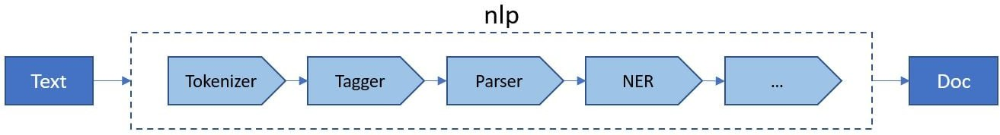 nlp
Text
Tokenizer
Tagger
Parser
NER
...
Doc